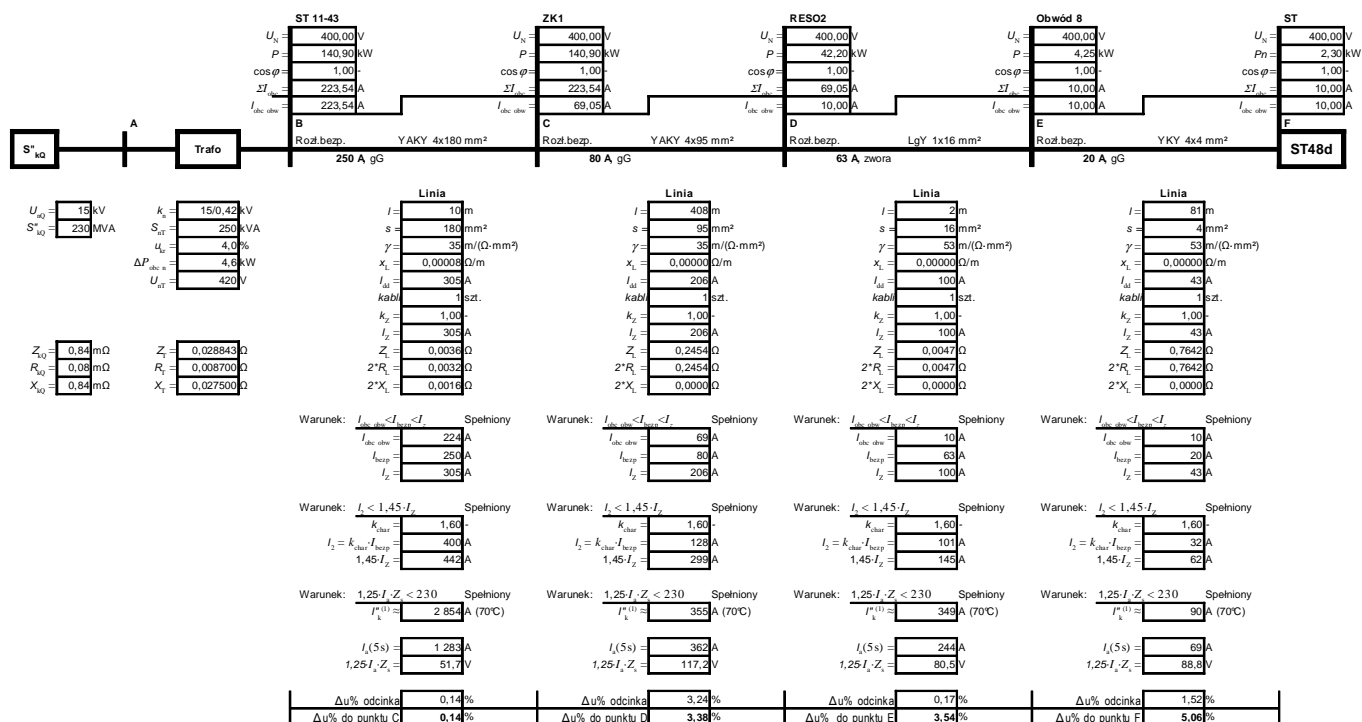 ST 11-43 ZK1 RESO2 Obwód 8 ST
U_N = 400,00 V U_N = 400,00 V U_N = 400,00 V U_N = 400,00 V U_N = 400,00 V
P = 140,90 kW P = 140,90 kW P = 42,20 kW P = 4,25 kW Pn = 2,30 kW
cosφ = 1,00 - cosφ = 1,00 - cosφ = 1,00 - cosφ = 1,00 - cosφ = 1,00 -
ΣI_obc = 223,54 A ΣI_obc = 223,54 A ΣI_obc = 69,05 A ΣI_obc = 10,00 A ΣI_obc = 10,00 A
I_obc obw = 223,54 A I_obc obw = 69,05 A I_obc obw = 10,00 A I_obc obw = 10,00 A I_obc obw = 10,00 A
A B C D E F
S"_kQ Trafo Rozł.bezp. YAKY 4x180 mm² Rozł.bezp. YAKY 4x95 mm² Rozł.bezp. LgY 1x16 mm² Rozł.bezp. YKY 4x4 mm² ST48d
250 A, gG 80 A, gG 63 A, zwora 20 A, gG
Linia Linia Linia Linia
U_nQ = 15 kV k_n = 15/0,42 kV l = 10 m l = 408 m l = 2 m l = 81 m
S"_kQ = 230 MVA S_nT = 250 kVA s = 180 mm² s = 95 mm² s = 16 mm² s = 4 mm²
u_kr = 4,0 % γ = 35 m/(Ω·mm²) γ = 35 m/(Ω·mm²) γ = 53 m/(Ω·mm²) γ = 53 m/(Ω·mm²)
ΔP_obc n = 4,6 kW x_L = 0,00008 Ω/m x_L = 0,00000 Ω/m x_L = 0,00000 Ω/m x_L = 0,00000 Ω/m
U_nT = 420 V I_dd = 305 A I_dd = 206 A I_dd = 100 A I_dd = 43 A
kabli 1 szt. kabli 1 szt. kabli 1 szt. kabli 1 szt.
k_Z = 1,00 - k_Z = 1,00 - k_Z = 1,00 - k_Z = 1,00 -
I_Z = 305 A I_Z = 206 A I_Z = 100 A I_Z = 43 A
Z_kQ = 0,84 mΩ Z_T = 0,028843 Ω Z_L = 0,0036 Ω Z_L = 0,2454 Ω Z_L = 0,0047 Ω Z_L = 0,7642 Ω
R_kQ = 0,08 mΩ R_T = 0,008700 Ω 2*R_L = 0,0032 Ω 2*R_L = 0,2454 Ω 2*R_L = 0,0047 Ω 2*R_L = 0,7642 Ω
X_kQ = 0,84 mΩ X_T = 0,027500 Ω 2*X_L = 0,0016 Ω 2*X_L = 0,0000 Ω 2*X_L = 0,0000 Ω 2*X_L = 0,0000 Ω
Warunek: I_obc obw<I_bezp<I_z Spełniony Warunek: I_obc obw<I_bezp<I_z Spełniony Warunek: I_obc obw<I_bezp<I_z Spełniony Warunek: I_obc obw<I_bezp<I_z Spełniony
I_obc obw = 224 A I_obc obw = 69 A I_obc obw = 10 A I_obc obw = 10 A
I_bezp = 250 A I_bezp = 80 A I_bezp = 63 A I_bezp = 20 A
I_Z = 305 A I_Z = 206 A I_Z = 100 A I_Z = 43 A
Warunek: I_2 < 1,45·I_Z Spełniony Warunek: I_2 < 1,45·I_Z Spełniony Warunek: I_2 < 1,45·I_Z Spełniony Warunek: I_2 < 1,45·I_Z Spełniony
k_char = 1,60 - k_char = 1,60 - k_char = 1,60 - k_char = 1,60 -
I_2 = k_char·I_bezp = 400 A I_2 = k_char·I_bezp = 128 A I_2 = k_char·I_bezp = 101 A I_2 = k_char·I_bezp = 32 A
1,45·I_Z = 442 A 1,45·I_Z = 299 A 1,45·I_Z = 145 A 1,45·I_Z = 62 A
Warunek: 1,25·I_a·Z_s < 230 Spełniony Warunek: 1,25·I_a·Z_s < 230 Spełniony Warunek: 1,25·I_a·Z_s < 230 Spełniony Warunek: 1,25·I_a·Z_s < 230 Spełniony
I"_k^(1) ≈ 2 854 A (70°C) I"_k^(1) ≈ 355 A (70°C) I"_k^(1) ≈ 349 A (70°C) I"_k^(1) ≈ 90 A (70°C)
I_a(5s) = 1 283 A I_a(5s) = 362 A I_a(5s) = 244 A I_a(5s) = 69 A
1,25·I_a·Z_s = 51,7 V 1,25·I_a·Z_s = 117,2 V 1,25·I_a·Z_s = 80,5 V 1,25·I_a·Z_s = 88,8 V
Δu% odcinka 0,14 % Δu% odcinka 3,24 % Δu% odcinka 0,17 % Δu% odcinka 1,52 %
Δu% do punktu C 0,14 % Δu% do punktu D 3,38 % Δu% do punktu E 3,54 % Δu% do punktu F 5,06 %